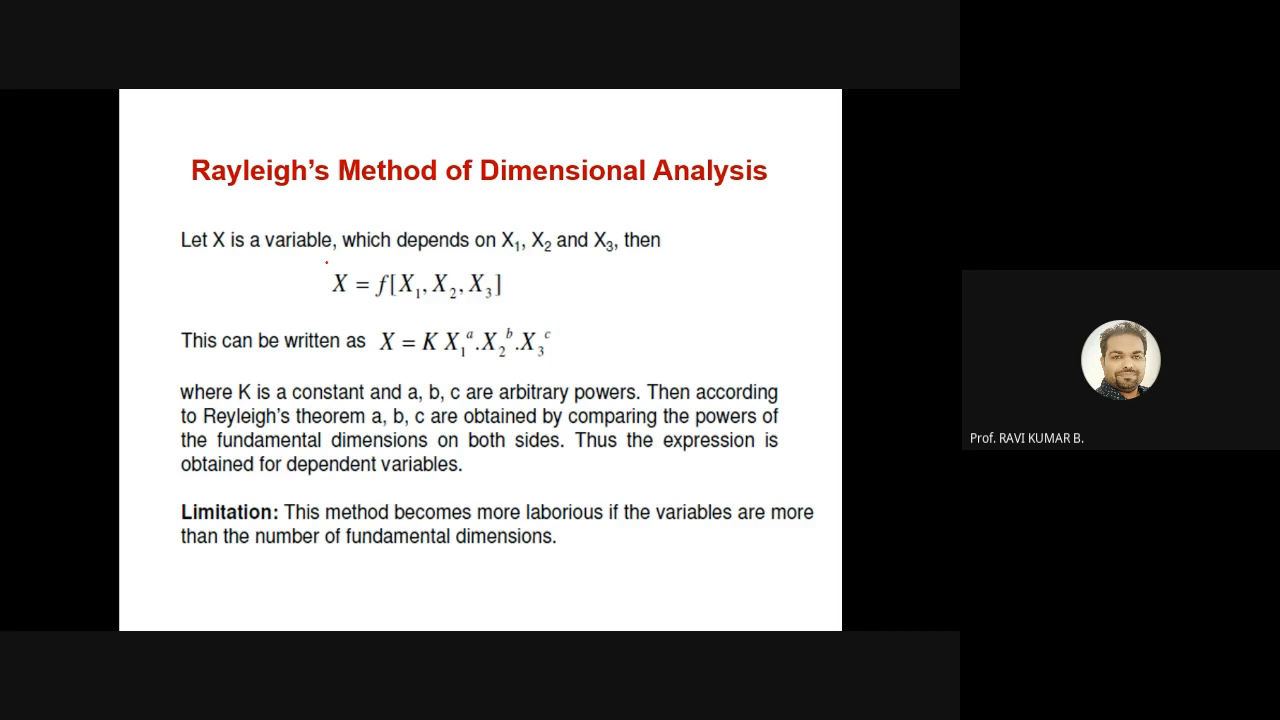 Rayleigh’s Method of Dimensional Analysis
Let X is a variable, which depends on X₁, X₂ and X₃, then
X = f[X₁, X₂, X₃]
This can be written as X = K X₁ᵃ.X₂ᵇ.X₃ᶜ
where K is a constant and a, b, c are arbitrary powers. Then according
to Reyleigh’s theorem a, b, c are obtained by comparing the powers of
the fundamental dimensions on both sides. Thus the expression is
obtained for dependent variables.
Limitation: This method becomes more laborious if the variables are more
than the number of fundamental dimensions.
Prof. RAVI KUMAR B.